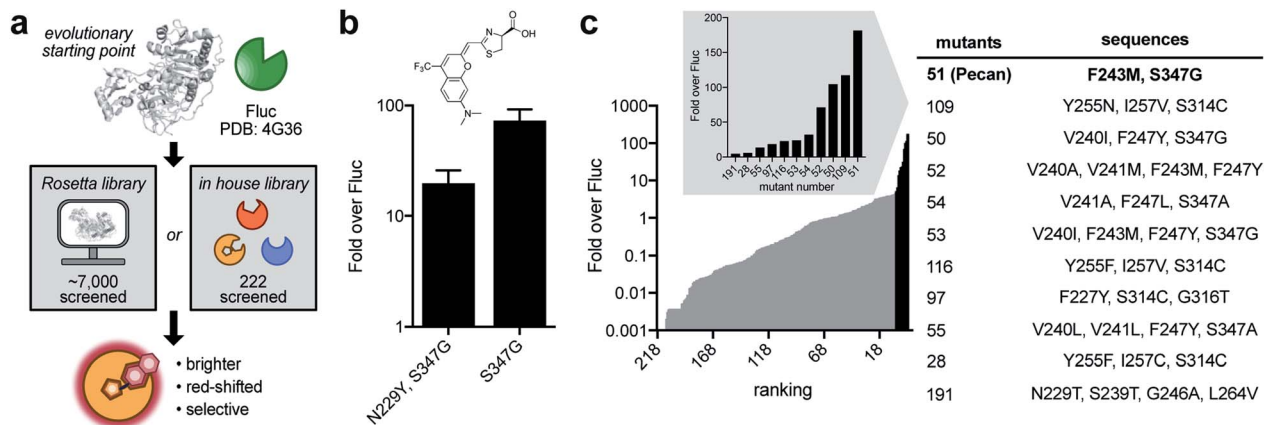 a
evolutionary
starting point
Fluc
PDB: 4G36
Rosetta library
~7,000
screened
or
in house library
222
screened
• brighter
• red-shifted
• selective
b
O
OH
N
S
F3C
O
N
Fold over Fluc
100
10
1
N229Y, S347G
S347G
c
Fold over Fluc
200
150
100
50
0
191 28 55 97 116 53 54 52 50 109 51
mutant number
Fold over Fluc
1000
100
10
1
0.1
0.01
0.001
218 168 118 68 18
ranking
mutants sequences
51 (Pecan) F243M, S347G
109 Y255N, I257V, S314C
50 V240I, F247Y, S347G
52 V240A, V241M, F243M, F247Y
54 V241A, F247L, S347A
53 V240I, F243M, F247Y, S347G
116 Y255F, I257V, S314C
97 F227Y, S314C, G316T
55 V240L, V241L, F247Y, S347A
28 Y255F, I257C, S314C
191 N229T, S239T, G246A, L264V